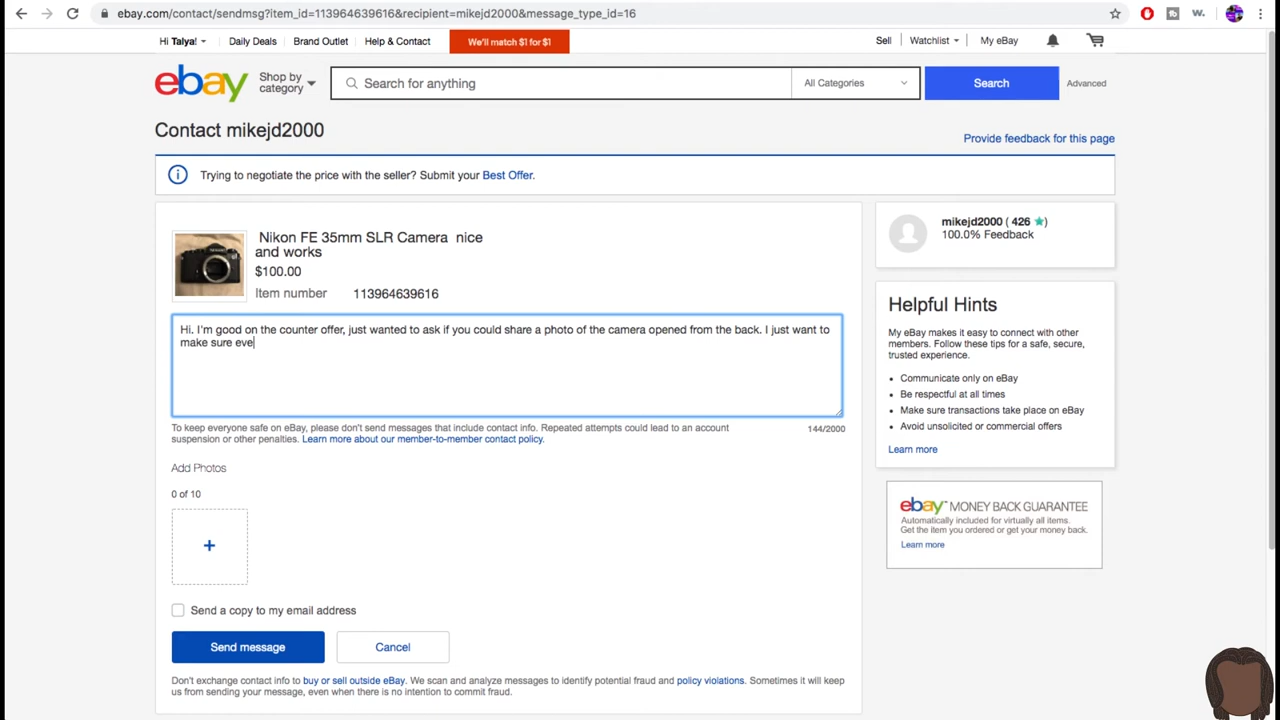 ebay.com/contact/sendmsg?item_id=113964639616&recipient=mikejd2000&message_type_id=16
Hi Talya!
Daily Deals
Brand Outlet
Help & Contact
We'll match $1 for $1
Sell
Watchlist
My eBay
ebay
Shop by
category
Search for anything
All Categories
Search
Advanced
Contact mikejd2000
Provide feedback for this page
Trying to negotiate the price with the seller? Submit your Best Offer.
Nikon FE 35mm SLR Camera nice
and works
$100.00
Item number 113964639616
mikejd2000 ( 426 )
100.0% Feedback
Hi. I'm good on the counter offer, just wanted to ask if you could share a photo of the camera opened from the back. I just want to
make sure eve
To keep everyone safe on eBay, please don't send messages that include contact info. Repeated attempts could lead to an account
suspension or other penalties. Learn more about our member-to-member contact policy.
144/2000
Add Photos
0 of 10
+
Send a copy to my email address
Send message
Cancel
Don't exchange contact info to buy or sell outside eBay. We scan and analyze messages to identify potential fraud and policy violations. Sometimes it will keep
us from sending your message, even when there is no intention to commit fraud.
Helpful Hints
My eBay makes it easy to connect with other
members. Follow these tips for a safe, secure,
trusted experience.
Communicate only on eBay
Be respectful at all times
Make sure transactions take place on eBay
Avoid unsolicited or commercial offers
Learn more
ebay™ MONEY BACK GUARANTEE
Automatically included for virtually all items.
Get the item you ordered or get your money back.
Learn more